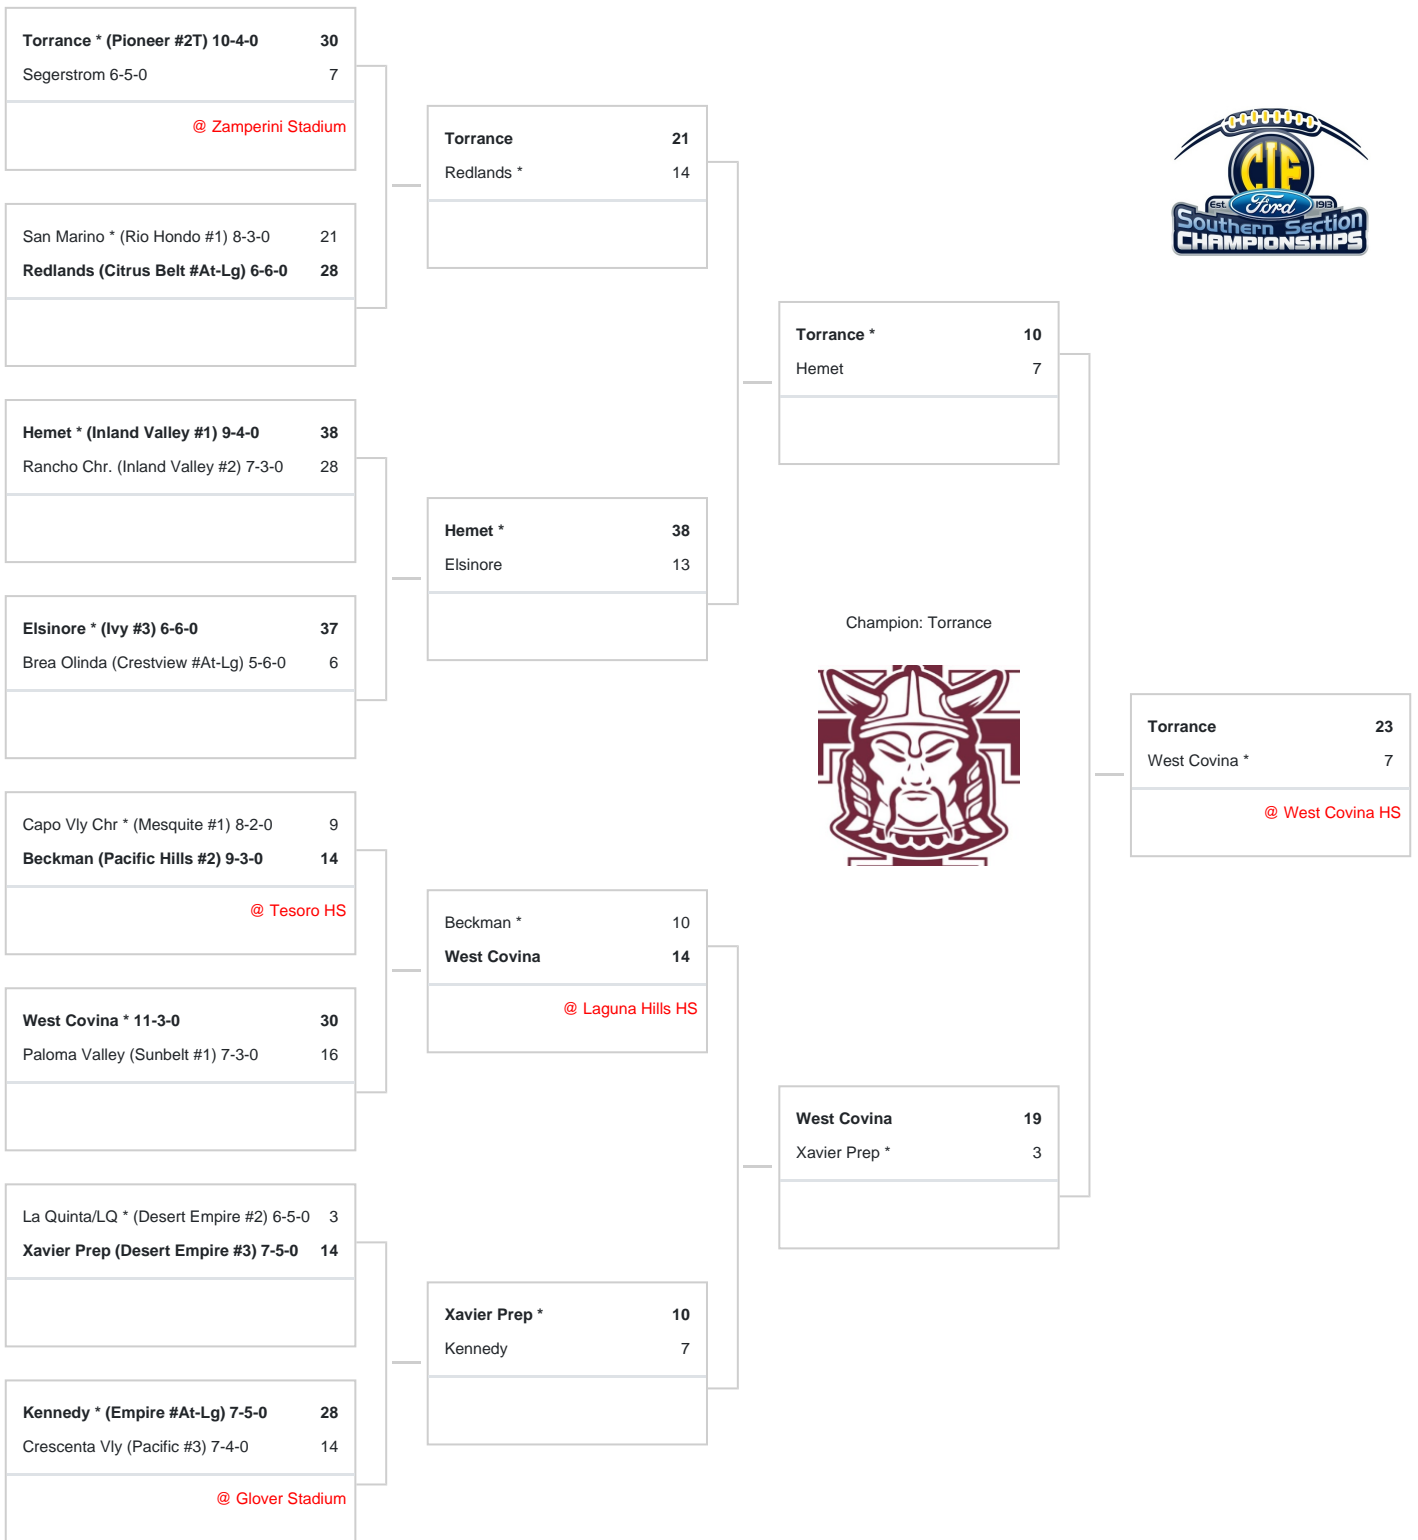 Torrance * (Pioneer #2T) 10-4-0 30
Segerstrom 6-5-0 7
@ Zamperini Stadium
San Marino * (Rio Hondo #1) 8-3-0 21
Redlands (Citrus Belt #At-Lg) 6-6-0 28
Hemet * (Inland Valley #1) 9-4-0 38
Rancho Chr. (Inland Valley #2) 7-3-0 28
Elsinore * (Ivy #3) 6-6-0 37
Brea Olinda (Crestview #At-Lg) 5-6-0 6
Capo Vly Chr * (Mesquite #1) 8-2-0 9
Beckman (Pacific Hills #2) 9-3-0 14
@ Tesoro HS
West Covina * 11-3-0 30
Paloma Valley (Sunbelt #1) 7-3-0 16
La Quinta/LQ * (Desert Empire #2) 6-5-0 3
Xavier Prep (Desert Empire #3) 7-5-0 14
Kennedy * (Empire #At-Lg) 7-5-0 28
Crescenta Vly (Pacific #3) 7-4-0 14
@ Glover Stadium
Torrance 21
Redlands * 14
Hemet * 38
Elsinore 13
Beckman * 10
West Covina 14
@ Laguna Hills HS
Xavier Prep * 10
Kennedy 7
Torrance * 10
Hemet 7
Champion: Torrance
West Covina 19
Xavier Prep * 3
CIF
Est. Ford 1913
Southern Section
CHAMPIONSHIPS
Torrance 23
West Covina * 7
@ West Covina HS